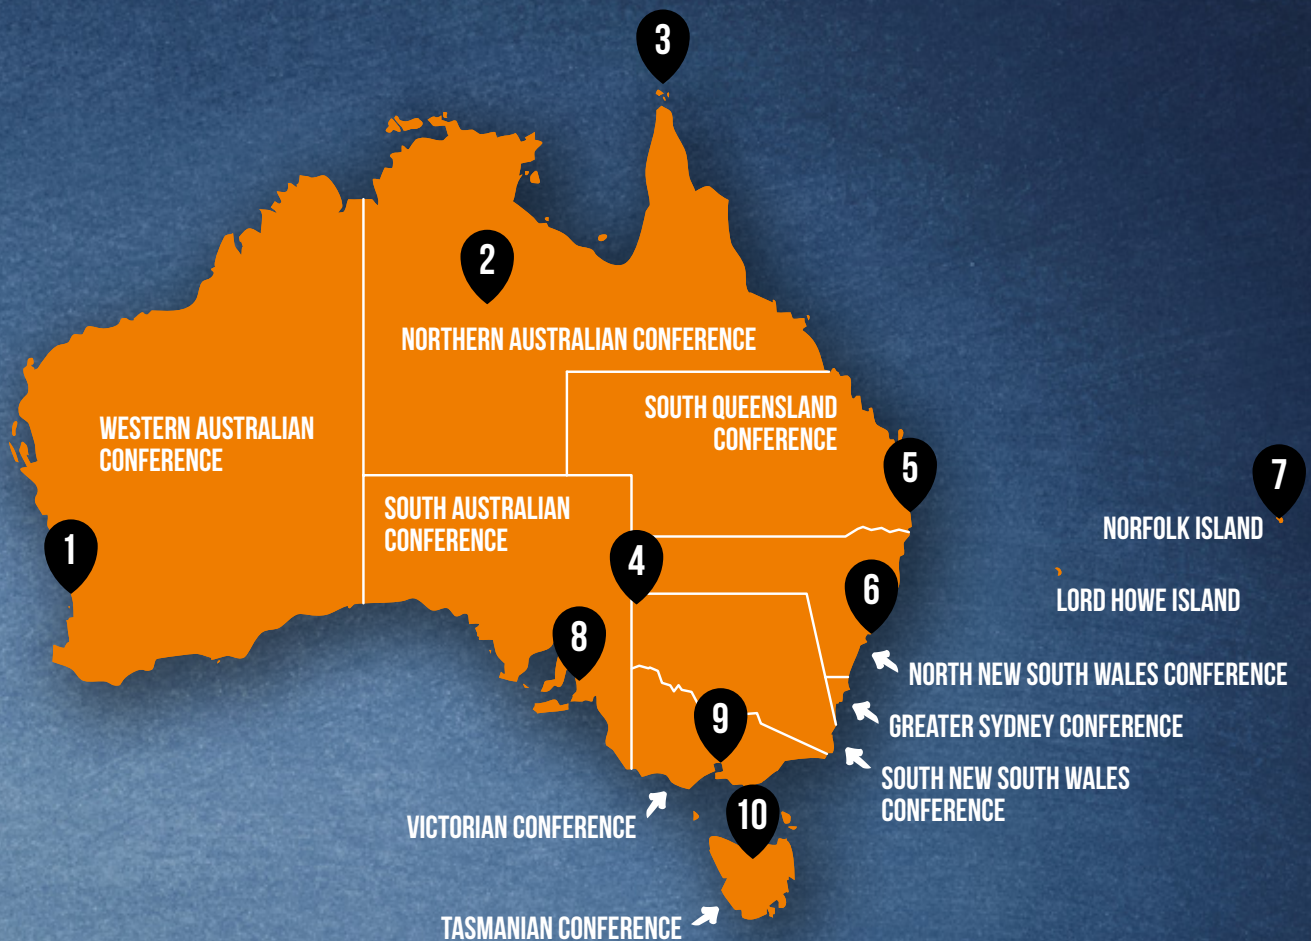 3
2
NORTHERN AUSTRALIAN CONFERENCE
SOUTH QUEENSLAND
CONFERENCE
WESTERN AUSTRALIAN
CONFERENCE
5
7
SOUTH AUSTRALIAN
CONFERENCE
NORFOLK ISLAND
1
4
6
LORD HOWE ISLAND
8
NORTH NEW SOUTH WALES CONFERENCE
9
GREATER SYDNEY CONFERENCE
SOUTH NEW SOUTH WALES
CONFERENCE
10
VICTORIAN CONFERENCE
TASMANIAN CONFERENCE